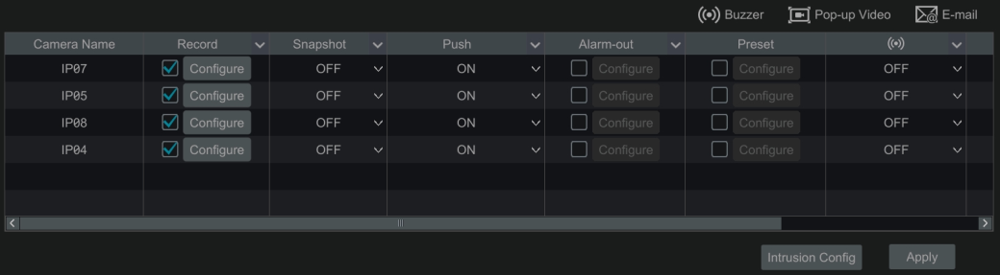 Buzzer Pop-up Video E-mail
Camera Name Record Snapshot Push Alarm-out Preset
IP07 Configure OFF ON Configure Configure OFF
IP05 Configure OFF ON Configure Configure OFF
IP08 Configure OFF ON Configure Configure OFF
IP04 Configure OFF ON Configure Configure OFF
Intrusion Config Apply